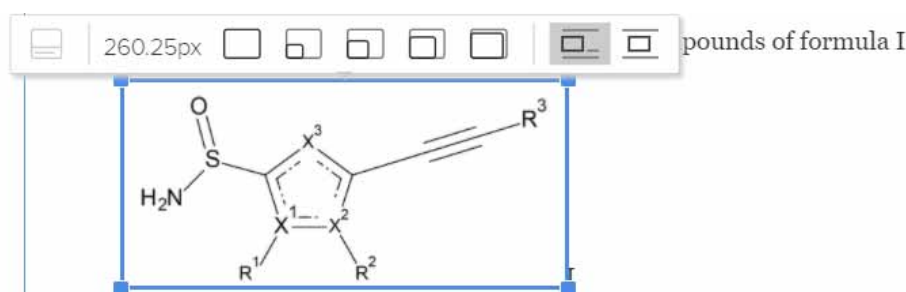 260.25px
pounds of formula I
O
S
H₂N
X³
R³
X¹
X²
R¹
R²
I